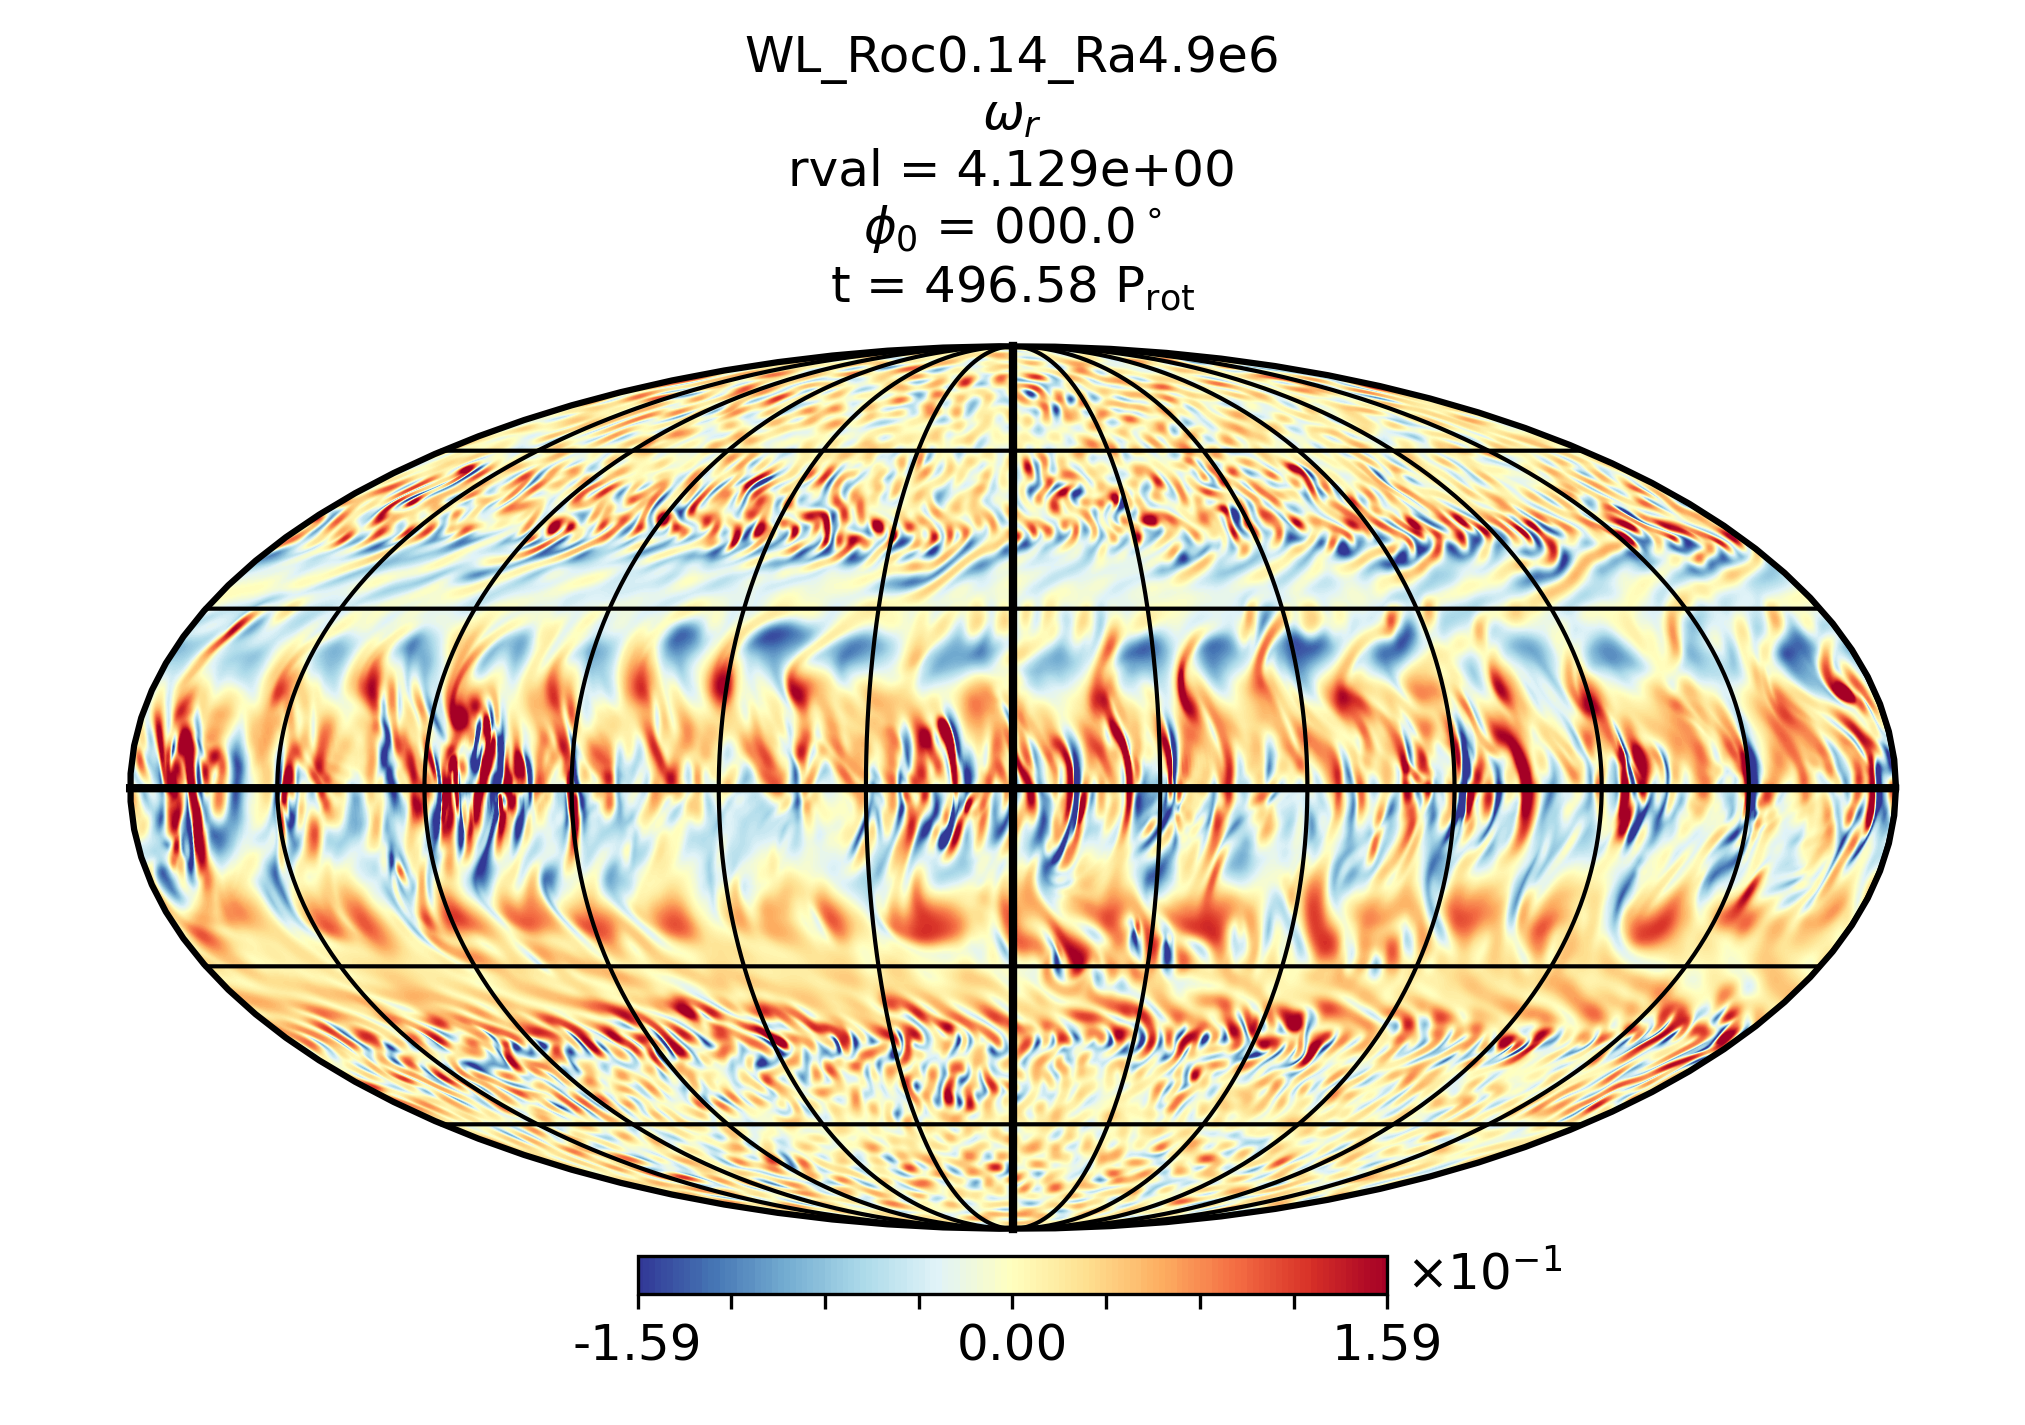 WL_Roc0.14_Ra4.9e6
ω_r
rval = 4.129e+00
ϕ₀ = 000.0°
t = 496.58 P_rot
×10⁻¹
-1.59 0.00 1.59